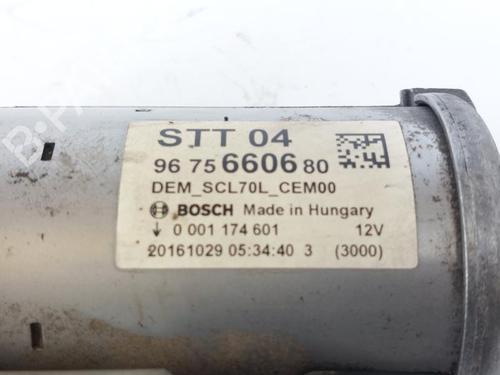 STT 04
96 75 6606 80
DEM_SCL70L_CEM00
BOSCH Made in Hungary
0 001 174 601 12V
20161029 05:34:40 3 (3000)
B-PARTS